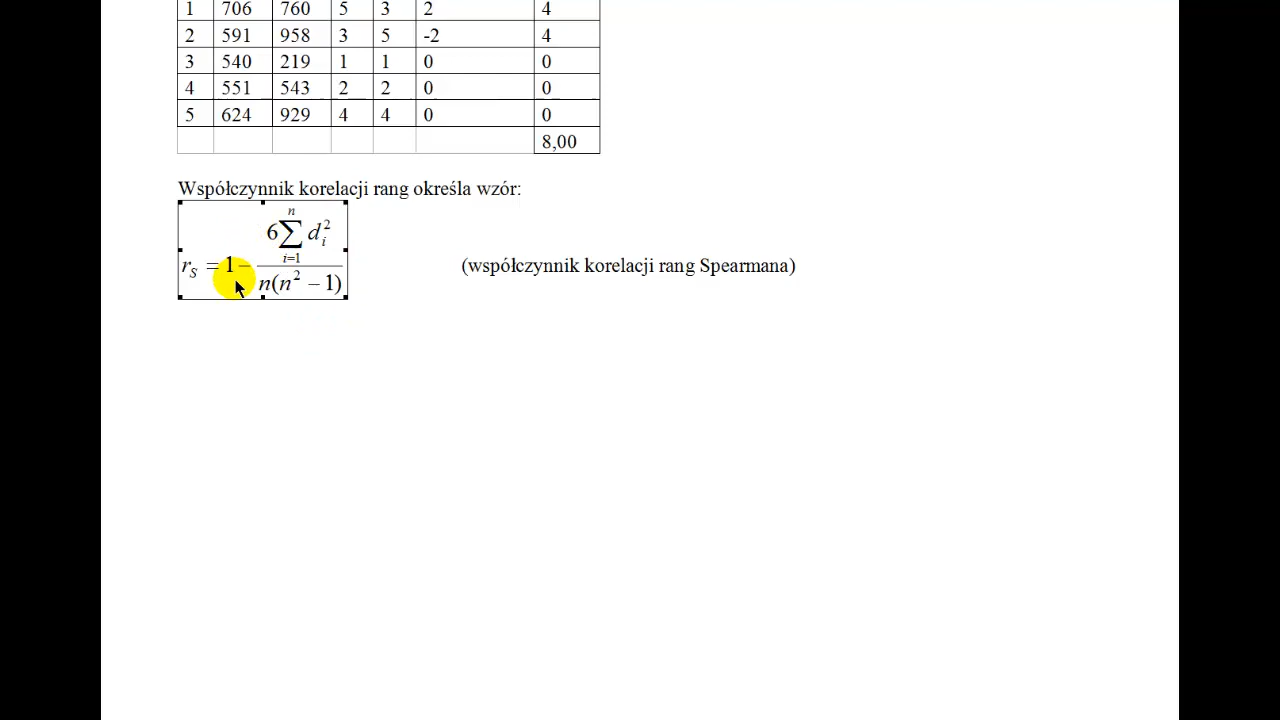 1 706 760 5 3 2 4
2 591 958 3 5 -2 4
3 540 219 1 1 0 0
4 551 543 2 2 0 0
5 624 929 4 4 0 0
8,00
Współczynnik korelacji rang określa wzór:
r_S = 1 − \frac{6\sum_{i=1}^{n} d_i^2}{n(n^2 − 1)} (współczynnik korelacji rang Spearmana)